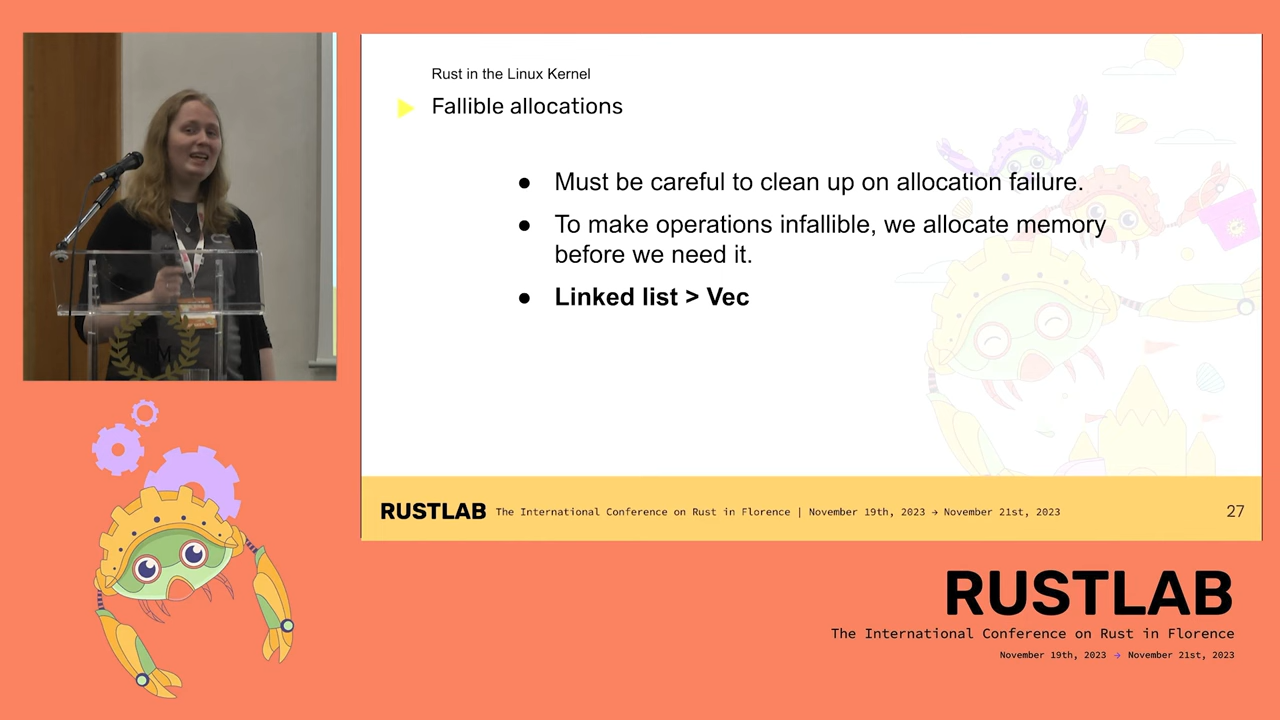 Rust in the Linux Kernel
Fallible allocations
● Must be careful to clean up on allocation failure.
● To make operations infallible, we allocate memory
before we need it.
● Linked list > Vec
RUSTLAB The International Conference on Rust in Florence | November 19th, 2023 → November 21st, 2023 27
RUSTLAB
The International Conference on Rust in Florence
November 19th, 2023 → November 21st, 2023